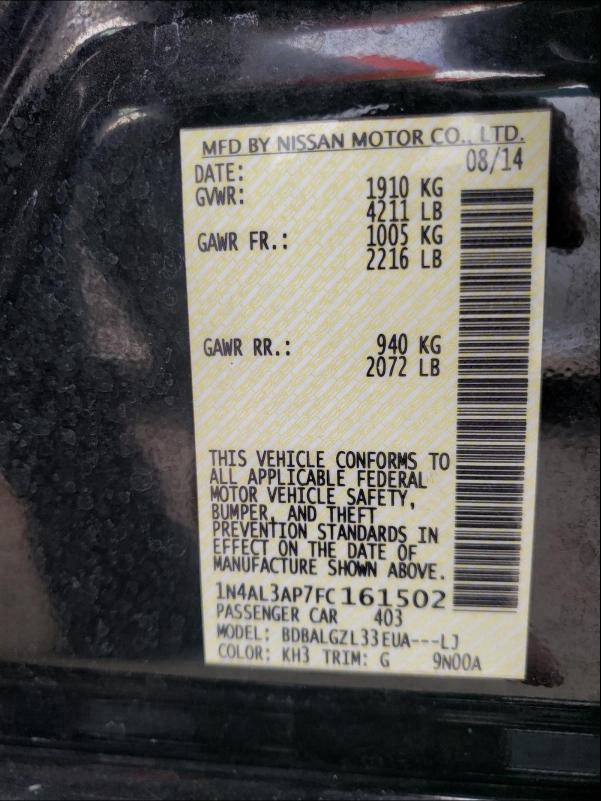 MFD BY NISSAN MOTOR CO., LTD.
DATE: 08/14
GVWR: 1910 KG
4211 LB
GAWR FR.: 1005 KG
2216 LB
GAWR RR.: 940 KG
2072 LB
THIS VEHICLE CONFORMS TO
ALL APPLICABLE FEDERAL
MOTOR VEHICLE SAFETY,
BUMPER, AND THEFT
PREVENTION STANDARDS IN
EFFECT ON THE DATE OF
MANUFACTURE SHOWN ABOVE.
1N4AL3AP7FC161502
PASSENGER CAR 403
MODEL: BDBALGZL33EUA---LJ
COLOR: KH3 TRIM: G 9N00A